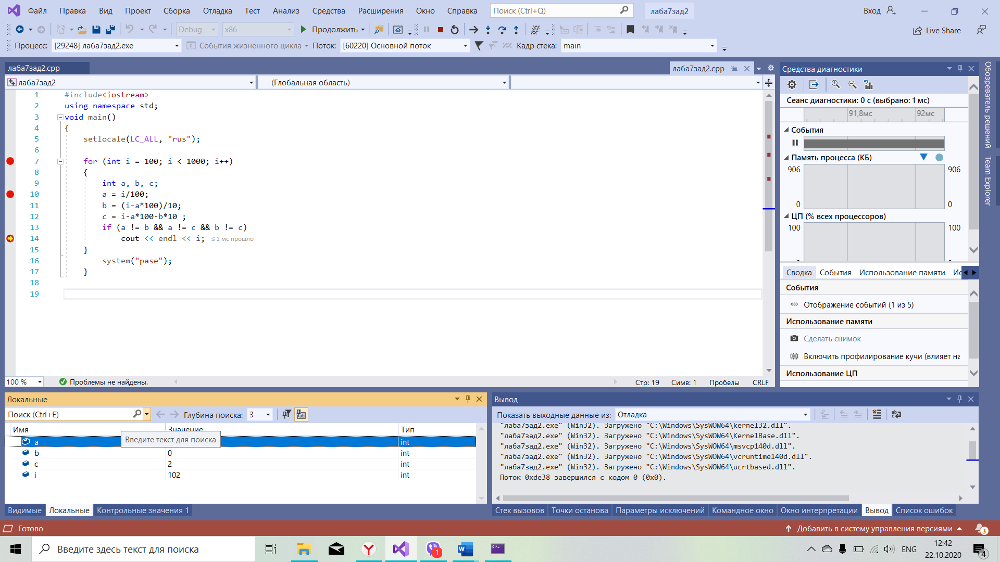 Файл Правка Вид Проект Сборка Отладка Тест Анализ Средства Расширения Окно Справка Поиск (Ctrl+Q) лаба7зад2 Вход
Debug x86 Продолжить Live Share
Процесс: [29248] лаба7зад2.exe События жизненного цикла Поток: [60220] Основной поток Кадр стека: main
лаба7зад2.cpp лаба7зад2.cpp
лаба7зад2 (Глобальная область)
1 #include<iostream>
2 using namespace std;
3 void main()
4 {
5 setlocale(LC_ALL, "rus");
6
7 for (int i = 100; i < 1000; i++)
8 {
9 int a, b, c;
10 a = i/100;
11 b = (i-a*100)/10;
12 c = i-a*100-b*10 ;
13 if (a != b && a != c && b != c)
14 cout << endl << i; ≤ 1 мс прошло
15 }
16 system("pase");
17 }
18
19
100 % Проблемы не найдены. Стр: 19 Симв: 1 Пробелы CRLF
Средства диагностики
Сеанс диагностики: 0 с (выбрано: 1 мс)
91,8мс 92мс
События
Память процесса (КБ)
906 906
0 0
ЦП (% всех процессоров)
100 100
Сводка События Использование памяти Ис
События
Отображение событий (1 из 5)
Использование памяти
Сделать снимок
Включить профилирование кучи (влияет на
Использование ЦП
Обозреватель решений
Team Explorer
Локальные
Поиск (Ctrl+E) Глубина поиска: 3
Имя Значение Тип
a int
Введите текст для поиска
b 0 int
c 2 int
i 102 int
Видимые Локальные Контрольные значения 1
Вывод
Показать выходные данные из: Отладка
"лаба7зад2.exe" (Win32). Загружено "C:\Windows\SysWOW64\kernel32.dll".
"лаба7зад2.exe" (Win32). Загружено "C:\Windows\SysWOW64\KernelBase.dll".
"лаба7зад2.exe" (Win32). Загружено "C:\Windows\SysWOW64\msvcp140d.dll".
"лаба7зад2.exe" (Win32). Загружено "C:\Windows\SysWOW64\vcruntime140d.dll".
"лаба7зад2.exe" (Win32). Загружено "C:\Windows\SysWOW64\ucrtbased.dll".
Поток 0xde38 завершился с кодом 0 (0x0).
Стек вызовов Точки останова Параметры исключений Командное окно Окно интерпретации Вывод Список ошибок
Готово Добавить в систему управления версиями 3
Введите здесь текст для поиска 1 ENG 12:42
22.10.2020 4